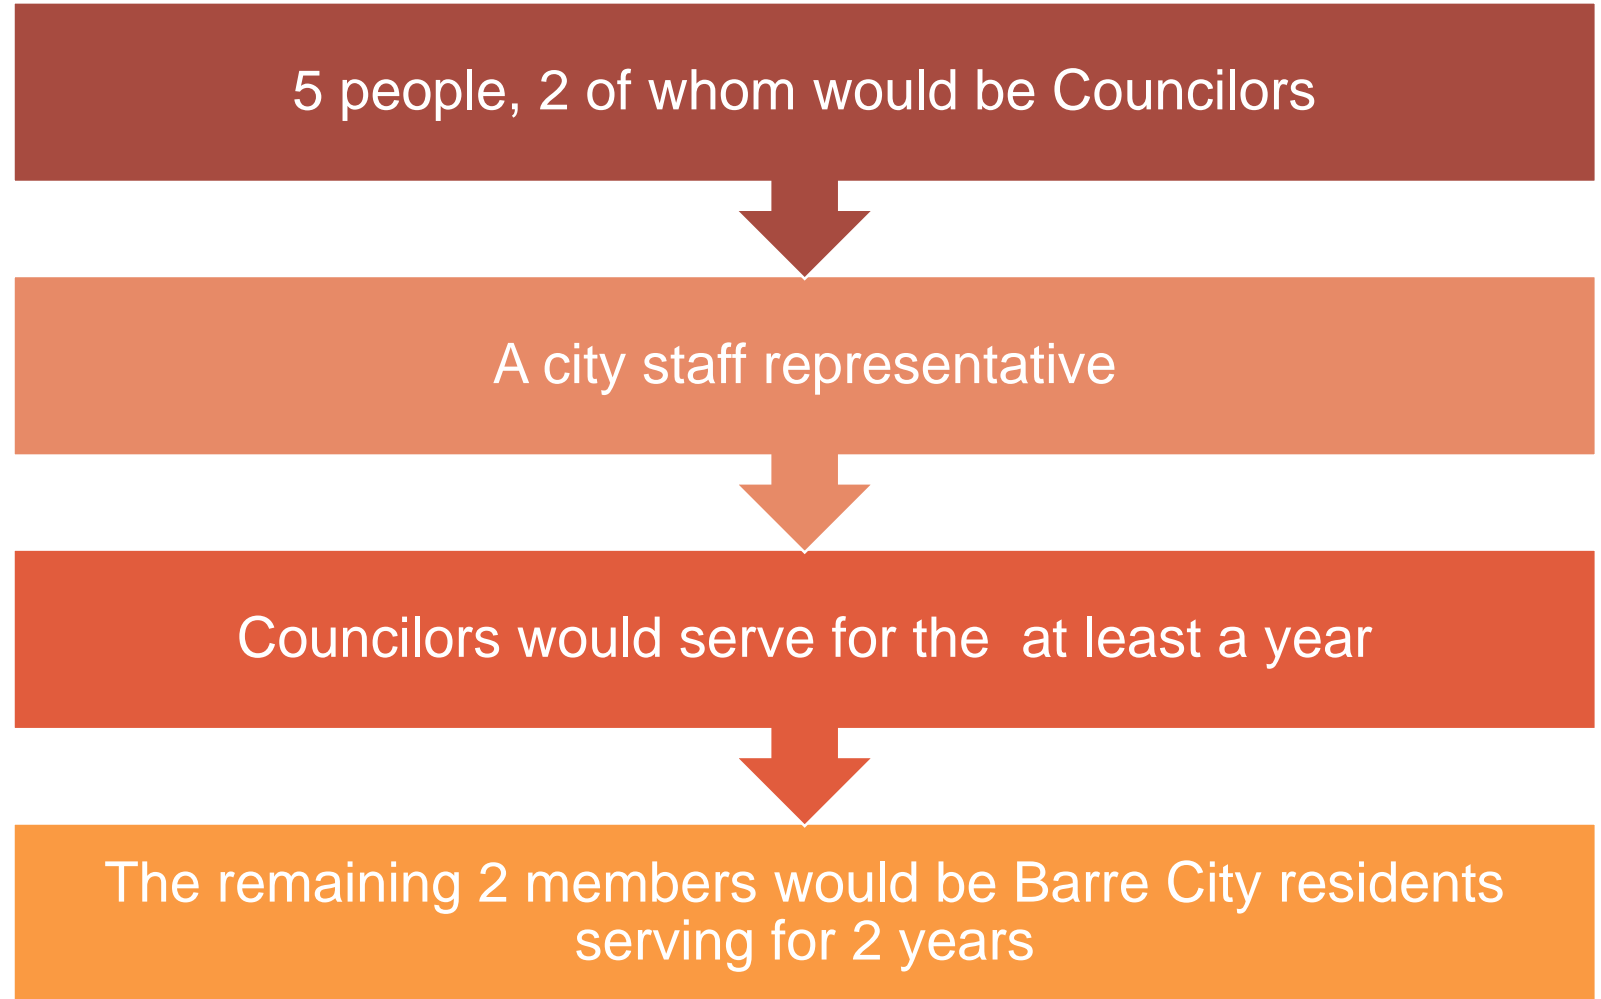 5 people, 2 of whom would be Councilors
A city staff representative
Councilors would serve for the  at least a year
The remaining 2 members would be Barre City residents
serving for 2 years